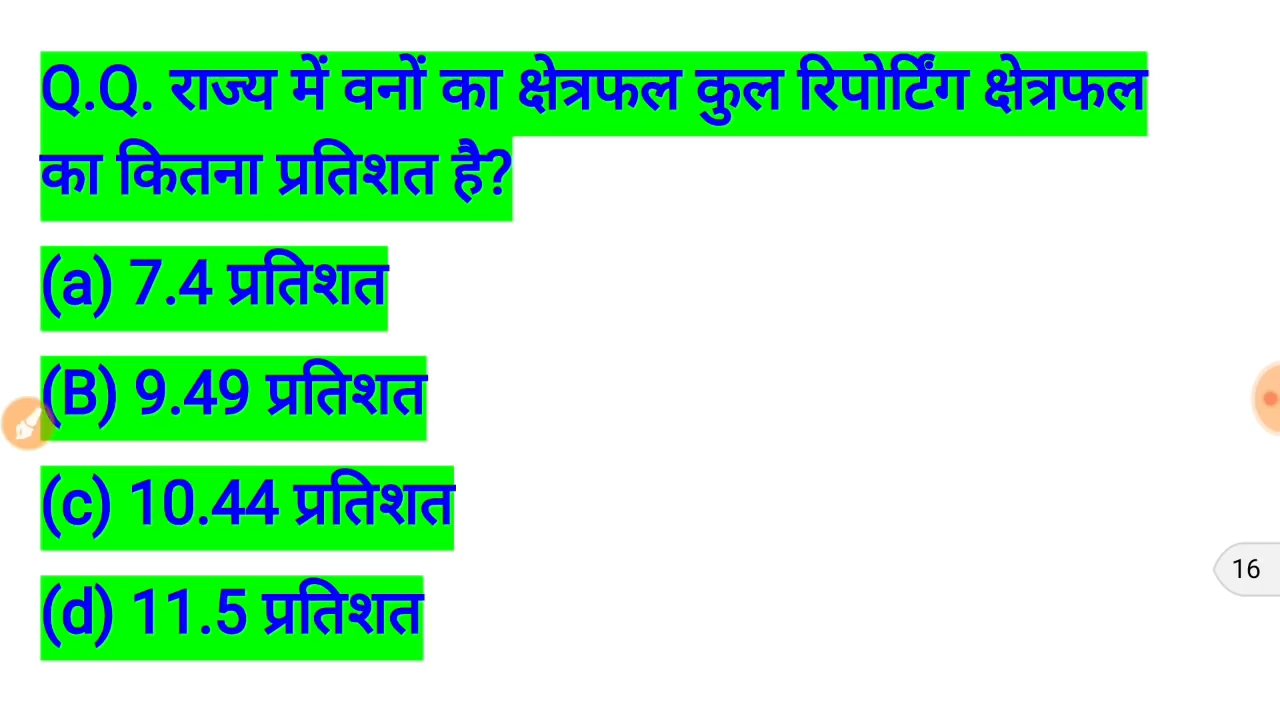 Q.Q. राज्य में वनों का क्षेत्रफल कुल रिपोर्टिंग क्षेत्रफल
का कितना प्रतिशत है?
(a) 7.4 प्रतिशत
(B) 9.49 प्रतिशत
(c) 10.44 प्रतिशत
16
(d) 11.5 प्रतिशत